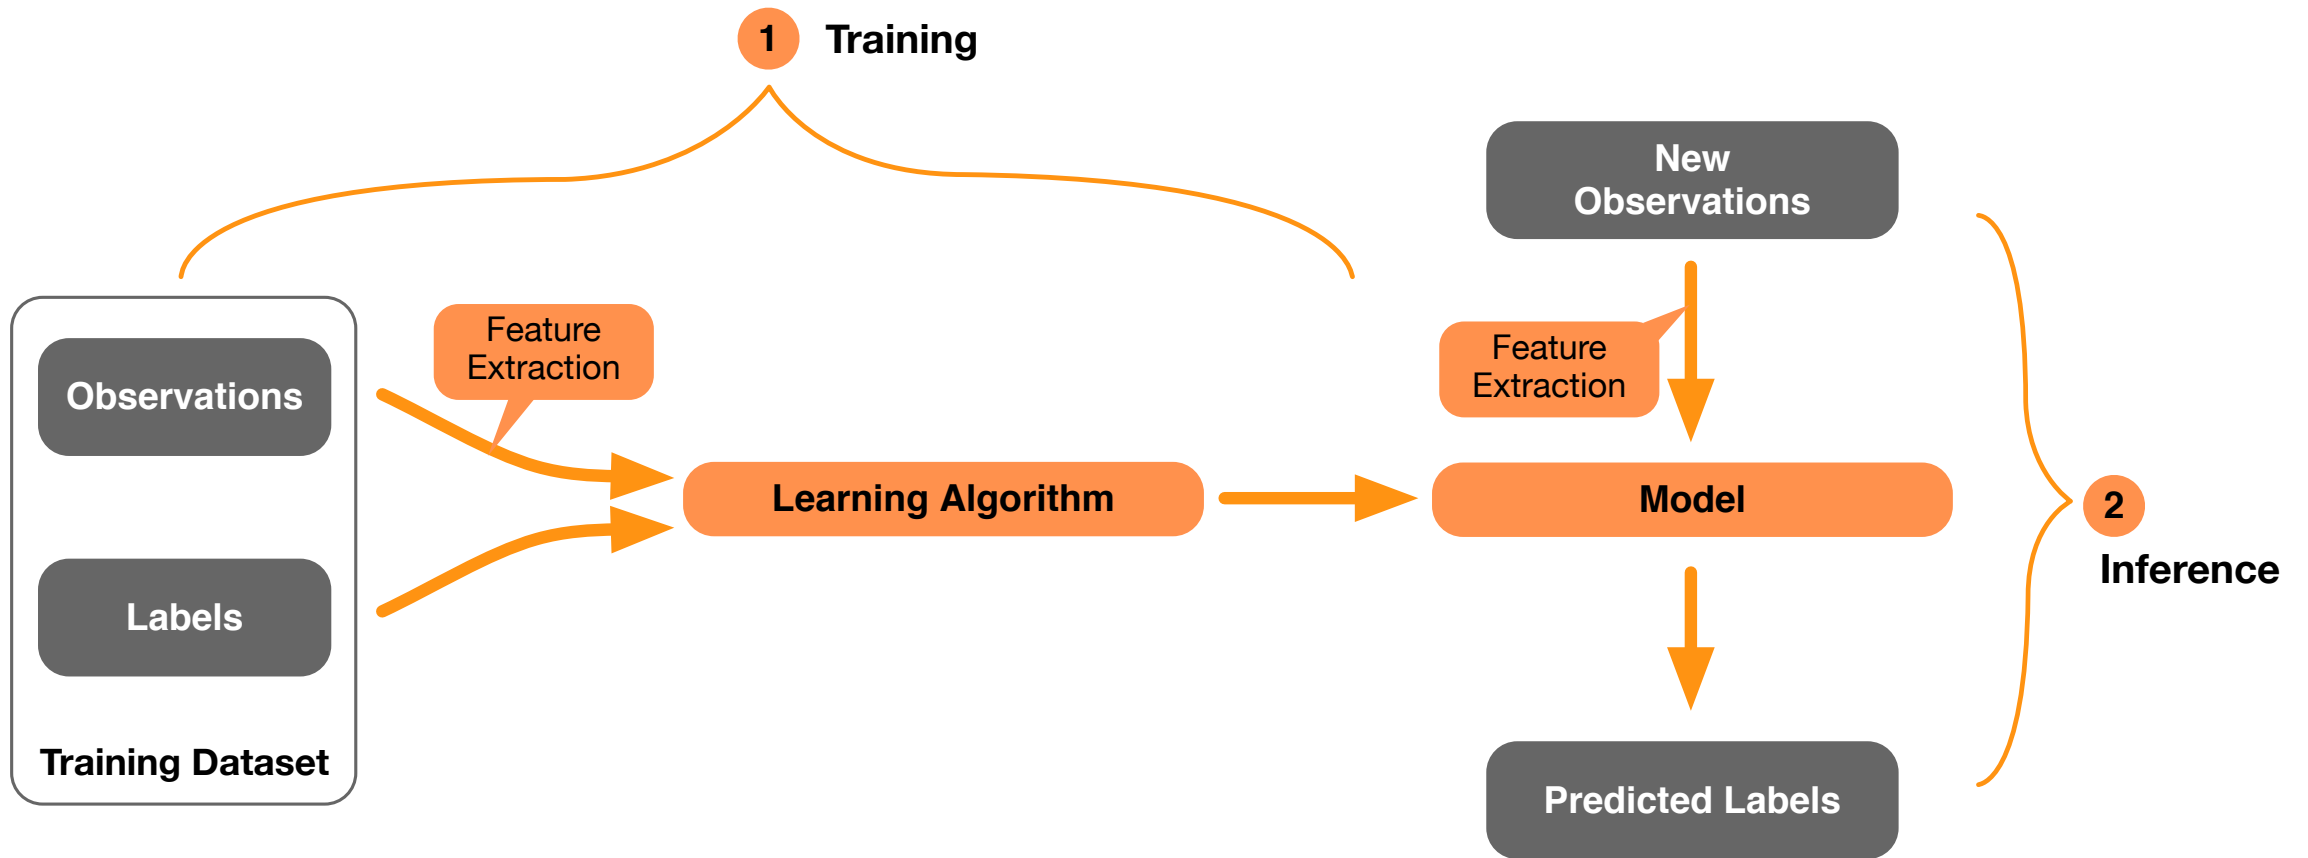 1 Training
New
Observations
Feature
Extraction
Observations
Feature
Extraction
Learning Algorithm
Model
2
Inference
Labels
Training Dataset
Predicted Labels